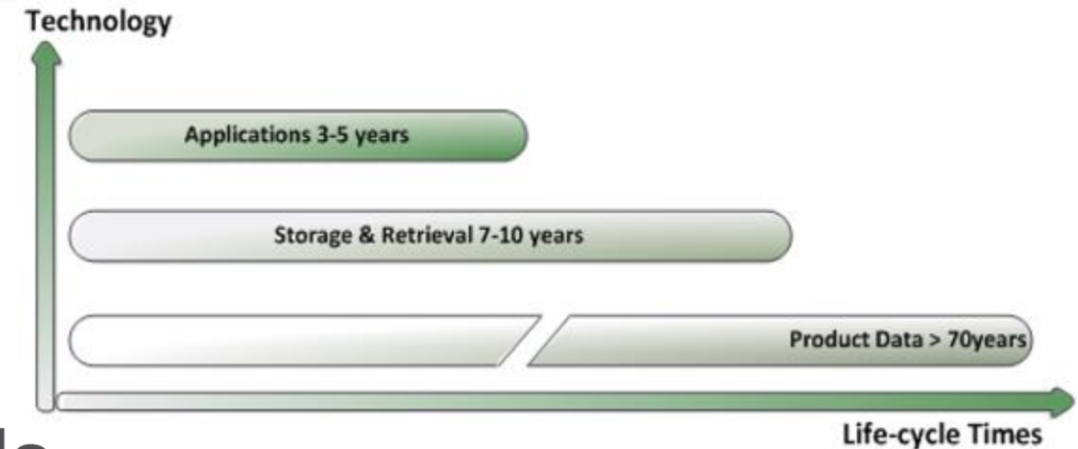 Technology
Applications 3-5 years
Storage & Retrieval 7-10 years
Product Data > 70years
Life-cycle Times